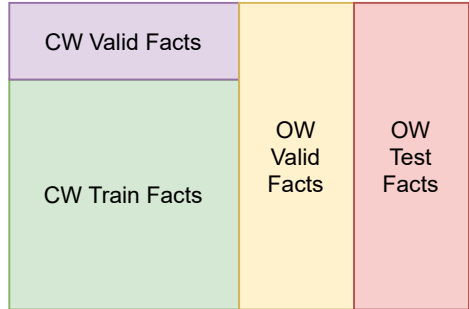 CW Valid Facts
CW Train Facts
OW
Valid
Facts
OW
Test
Facts